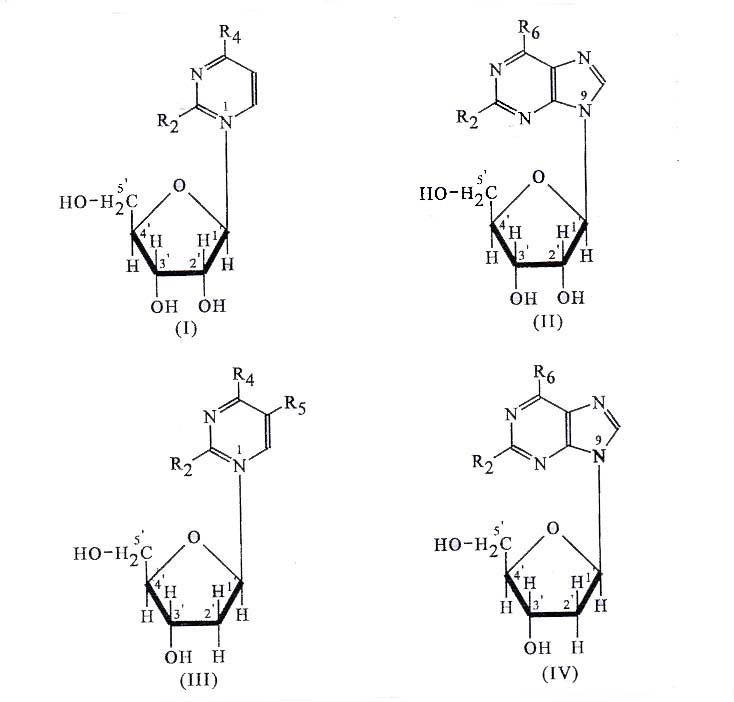 R4
N
1
R2
N
O
5'
HO-H2C
4' H H 1'
3' 2'
H H
OH OH
(I)
R6
N N
9
R2 N N
O
5'
HO-H2C
4' H H 1'
3' 2'
H H
OH OH
(II)
R4
R5
N
1
R2 N
O
5'
HO-H2C
4' H H 1'
3' 2'
H H
OH H
(III)
R6
N N
9
R2 N N
O
5'
HO-H2C
4' H H 1'
3' 2'
H H
OH H
(IV)